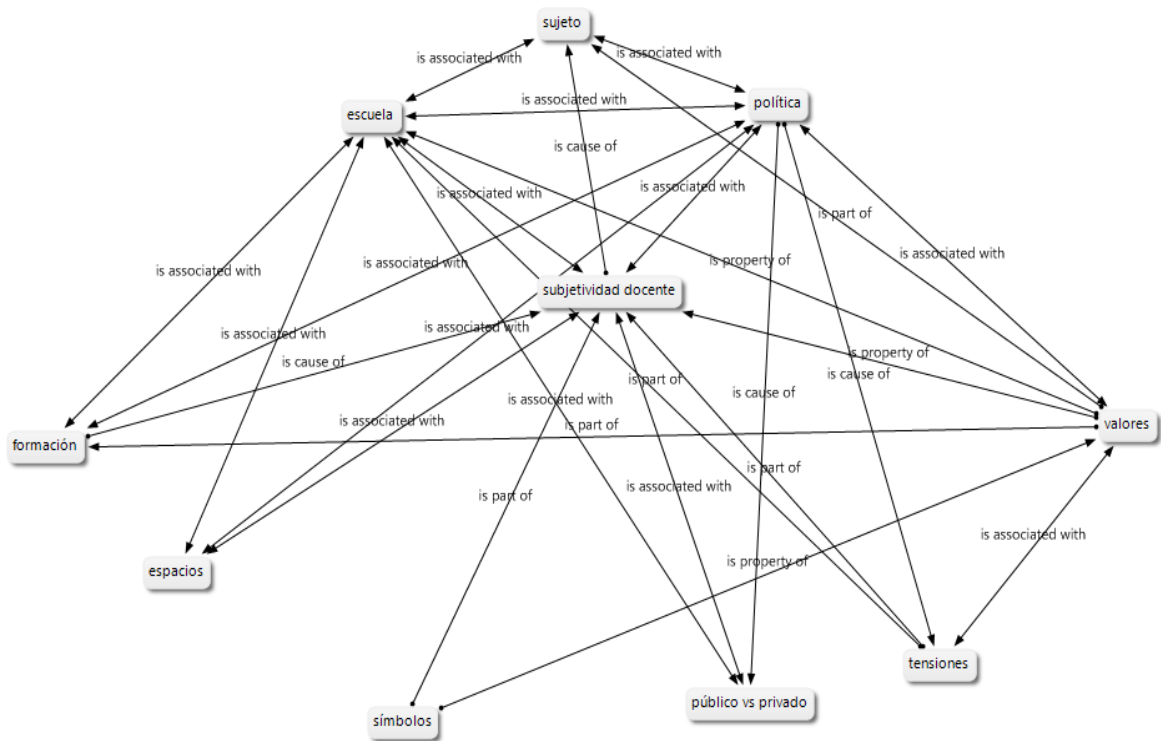 sujeto
is associated with
is associated with
política
is associated with
escuela
is cause of
is associated with
is associated with
is part of
is associated with
is associated with
is associated with
is property of
subjetividad docente
is associated with
is associated with
is property of
is cause of
is cause of
is part of
is cause of
is associated with
is associated with
is part of
valores
formación
is part of
is part of
is associated with
is associated with
is property of
espacios
tensiones
público vs privado
símbolos